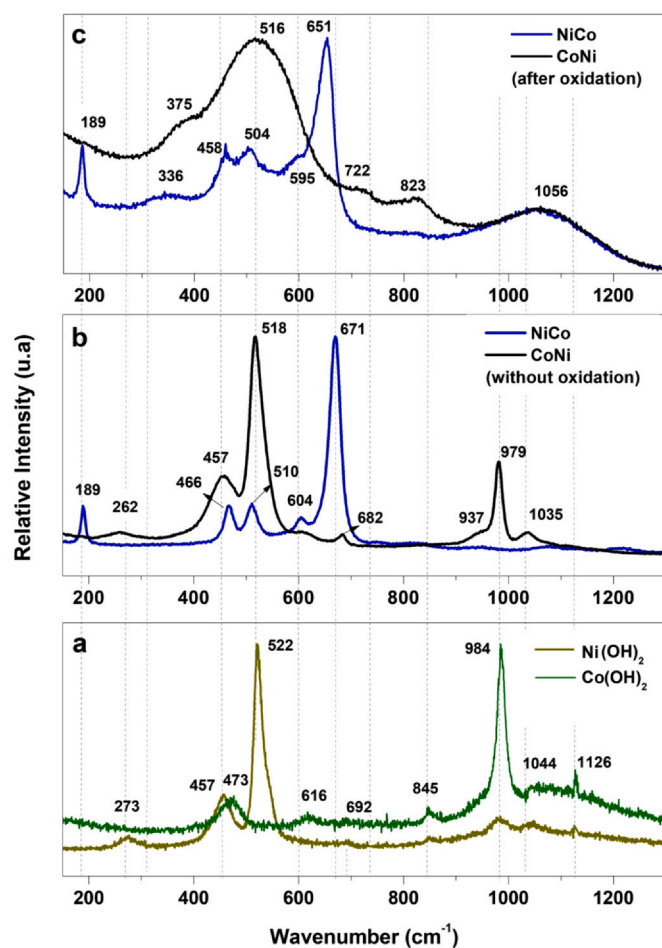 c
516
651
NiCo
CoNi
(after oxidation)
189
375
336
458
504
595
722
823
1056
200 400 600 800 1000 1200
b
518
671
NiCo
CoNi
(without oxidation)
189
262
457
466
510
604
682
937
979
1035
200 400 600 800 1000 1200
a
522
984
Ni(OH)2
Co(OH)2
273
457
473
616
692
845
1044
1126
200 400 600 800 1000 1200
Relative Intensity (u.a)
Wavenumber (cm-1)